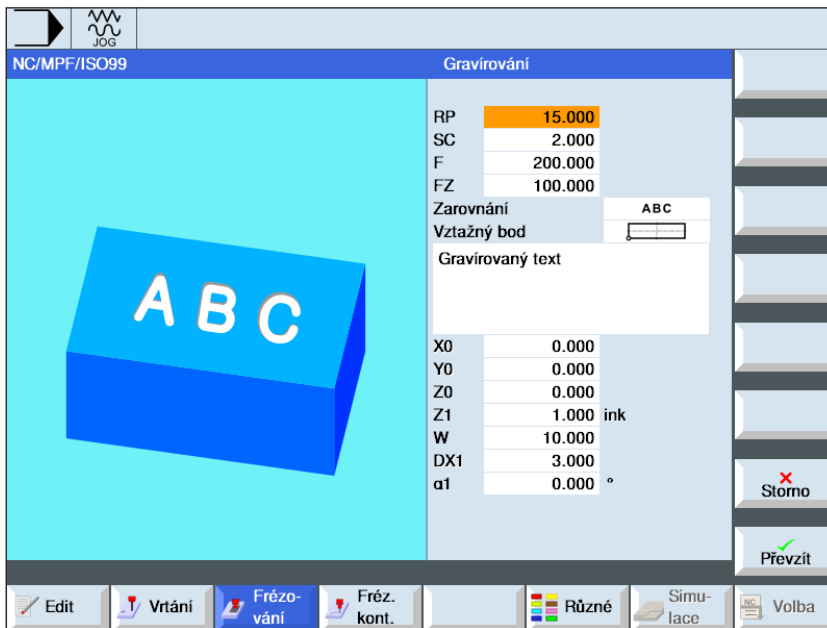 JOG
NC/MPF/ISO99
Gravírování
RP 15.000
SC 2.000
F 200.000
FZ 100.000
Zarovnání ABC
Vztažný bod
Gravírovaný text
ABC
X0 0.000
Y0 0.000
Z0 0.000
Z1 1.000 ink
W 10.000
DX1 3.000
α1 0.000 °
Storno
Převzít
Edit
Vrtání
Frézo-
vání
Fréz.
kont.
Různé
Simu-
lace
NC
Volba